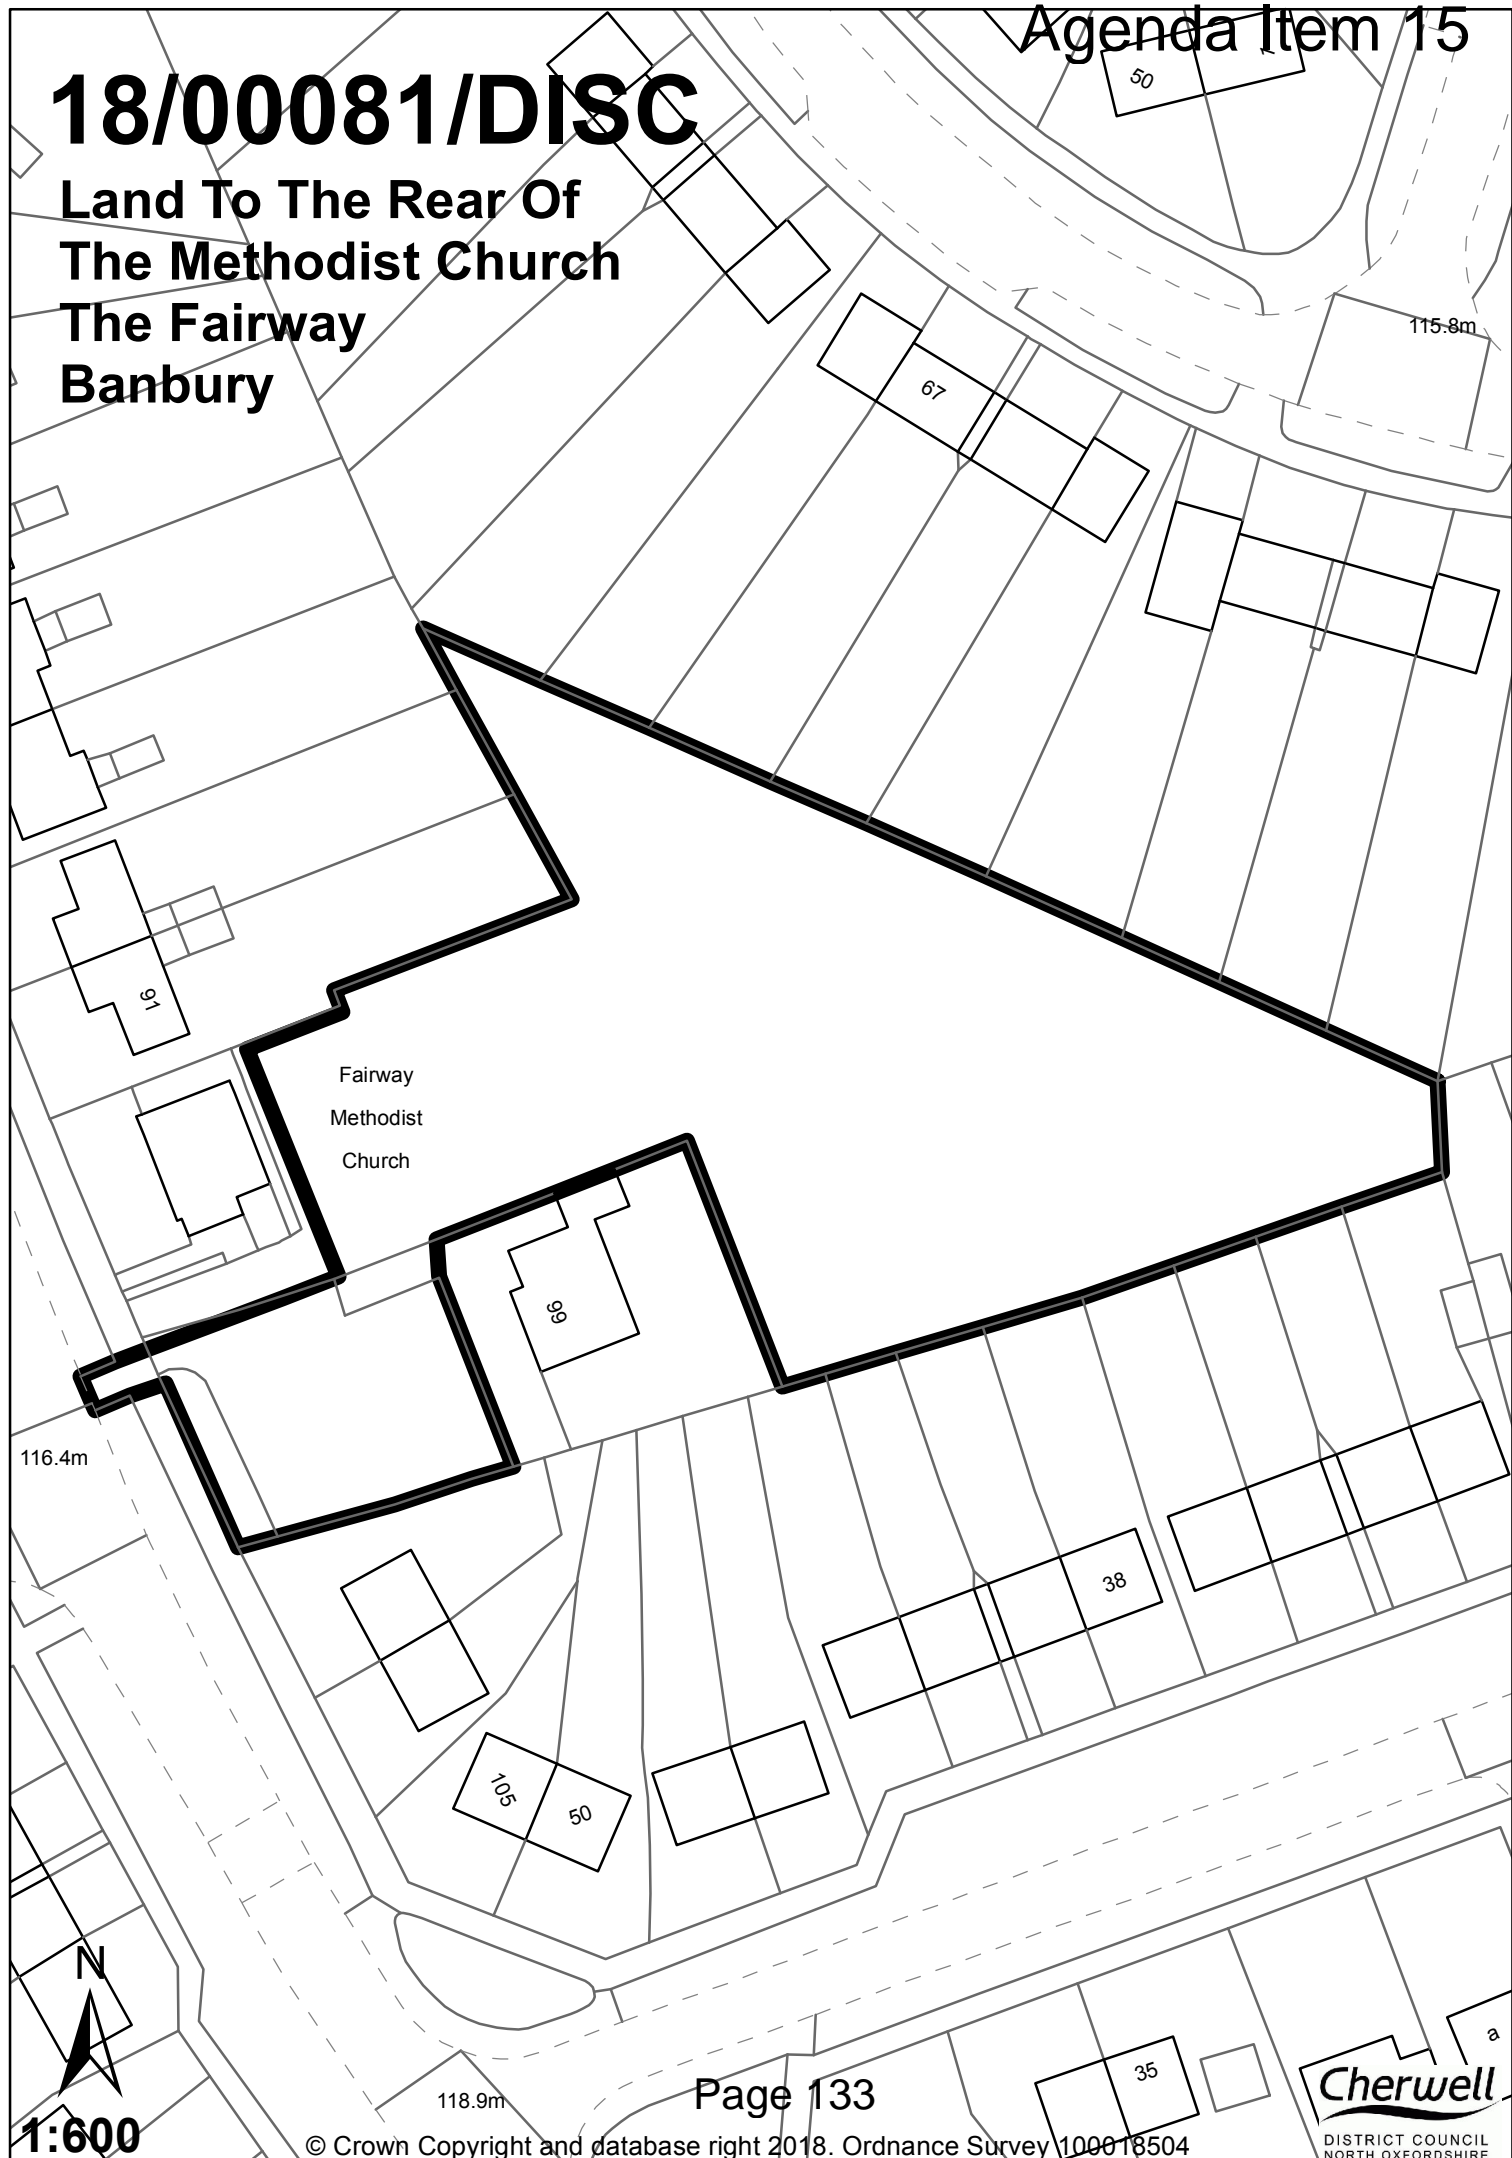 Agenda Item 15
18/00081/DISC
Land To The Rear Of
The Methodist Church
The Fairway
Banbury
50
67
115.8m
91
Fairway
Methodist
Church
99
116.4m
38
105
50
N
35
a
118.9m
Page 133
Cherwell
DISTRICT COUNCIL
NORTH OXFORDSHIRE
1:600
© Crown Copyright and database right 2018. Ordnance Survey 100018504